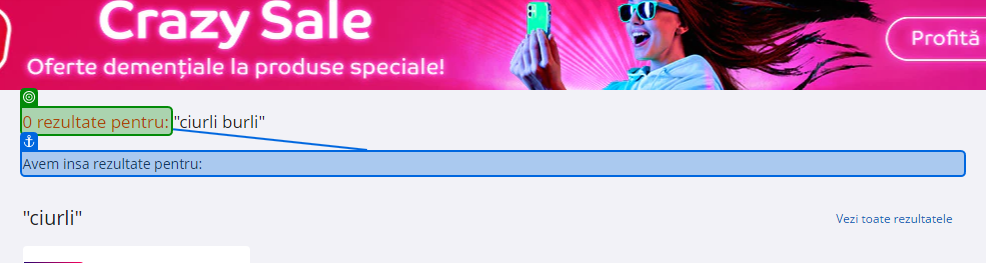 Crazy Sale
Oferte demențiale la produse speciale!
Profită
0 rezultate pentru: "ciurli burli"
Avem insa rezultate pentru:
"ciurli"
Vezi toate rezultatele